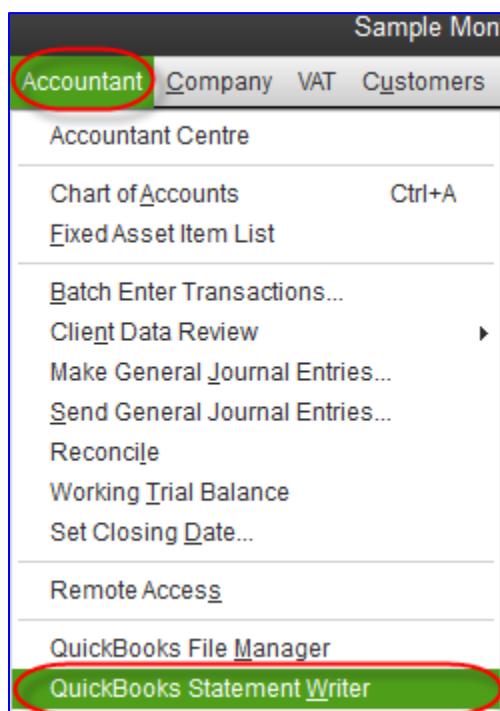 Sample Mon
Accountant Company VAT Customers
Accountant Centre
Chart of Accounts Ctrl+A
Fixed Asset Item List
Batch Enter Transactions...
Client Data Review
Make General Journal Entries...
Send General Journal Entries...
Reconcile
Working Trial Balance
Set Closing Date...
Remote Access
QuickBooks File Manager
QuickBooks Statement Writer